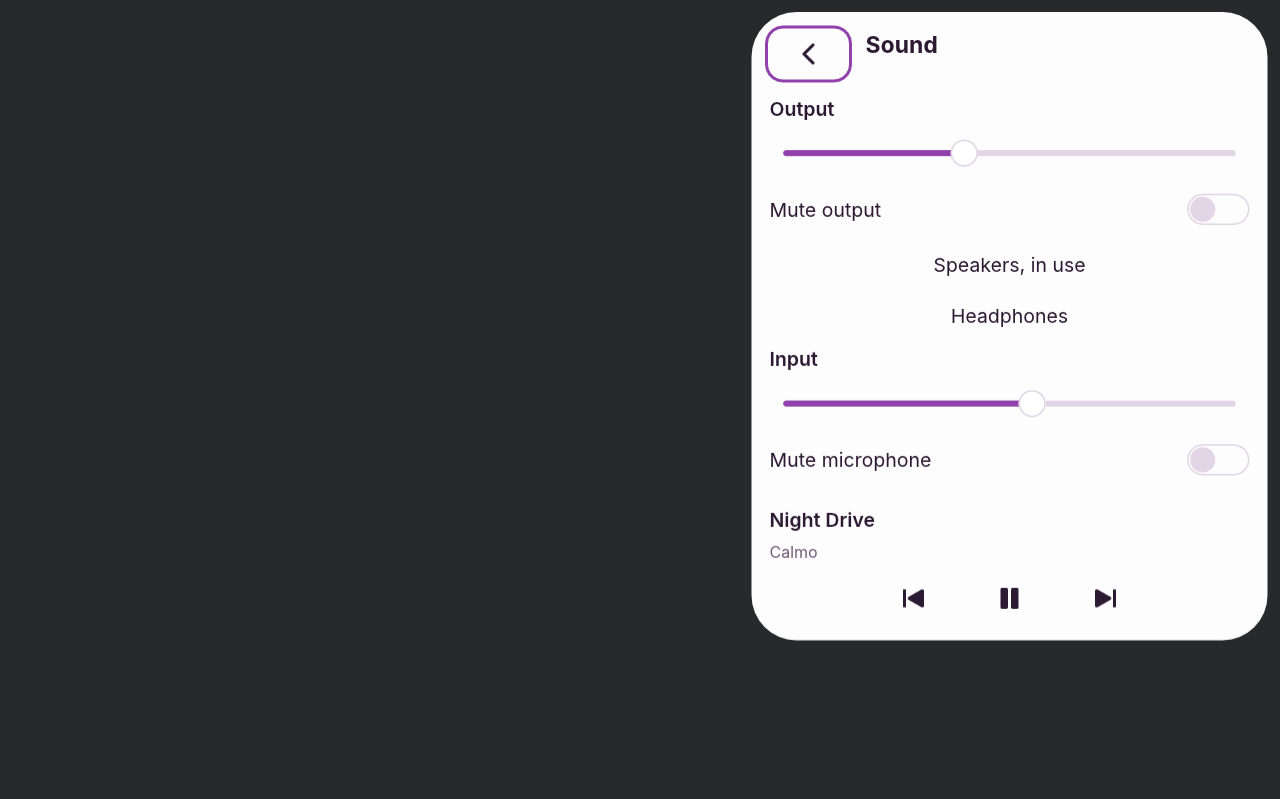 Sound
Output
Mute output
Speakers, in use
Headphones
Input
Mute microphone
Night Drive
Calmo